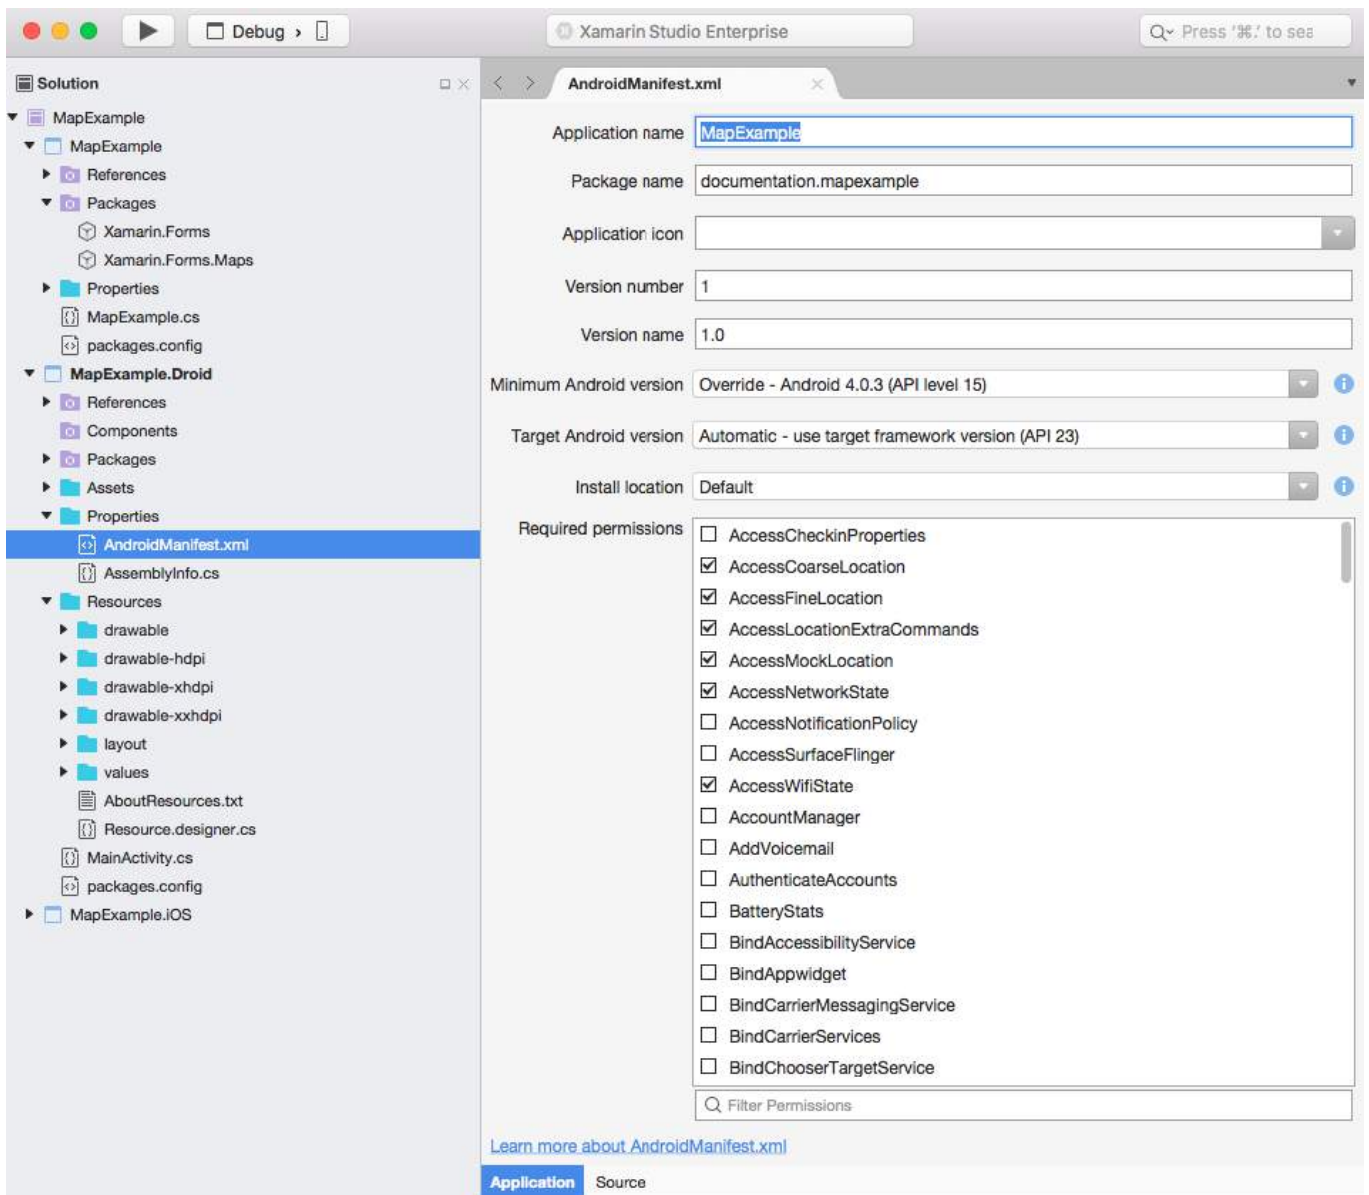 Debug
Xamarin Studio Enterprise
Press '⌘.' to sea
Solution
MapExample
MapExample
References
Packages
Xamarin.Forms
Xamarin.Forms.Maps
Properties
MapExample.cs
packages.config
MapExample.Droid
References
Components
Packages
Assets
Properties
AndroidManifest.xml
AssemblyInfo.cs
Resources
drawable
drawable-hdpi
drawable-xhdpi
drawable-xxhdpi
layout
values
AboutResources.txt
Resource.designer.cs
MainActivity.cs
packages.config
MapExample.iOS
AndroidManifest.xml
Application name MapExample
Package name documentation.mapexample
Application icon
Version number 1
Version name 1.0
Minimum Android version Override - Android 4.0.3 (API level 15)
Target Android version Automatic - use target framework version (API 23)
Install location Default
Required permissions
AccessCheckinProperties
AccessCoarseLocation
AccessFineLocation
AccessLocationExtraCommands
AccessMockLocation
AccessNetworkState
AccessNotificationPolicy
AccessSurfaceFlinger
AccessWifiState
AccountManager
AddVoicemail
AuthenticateAccounts
BatteryStats
BindAccessibilityService
BindAppwidget
BindCarrierMessagingService
BindCarrierServices
BindChooserTargetService
Filter Permissions
Learn more about AndroidManifest.xml
Application Source